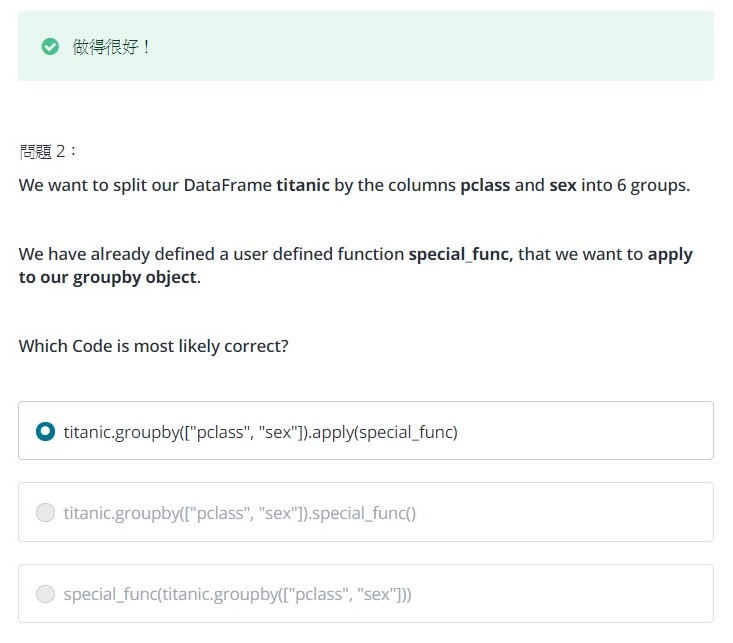 做得很好！
問題 2：
We want to split our DataFrame titanic by the columns pclass and sex into 6 groups.
We have already defined a user defined function special_func, that we want to apply
to our groupby object.
Which Code is most likely correct?
titanic.groupby(["pclass", "sex"]).apply(special_func)
titanic.groupby(["pclass", "sex"]).special_func()
special_func(titanic.groupby(["pclass", "sex"]))